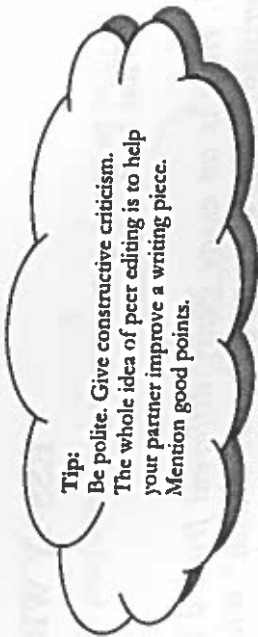 Tip:
Be polite. Give constructive criticism.
The whole idea of peer editing is to help
your partner improve a writing piece.
Mention good points.